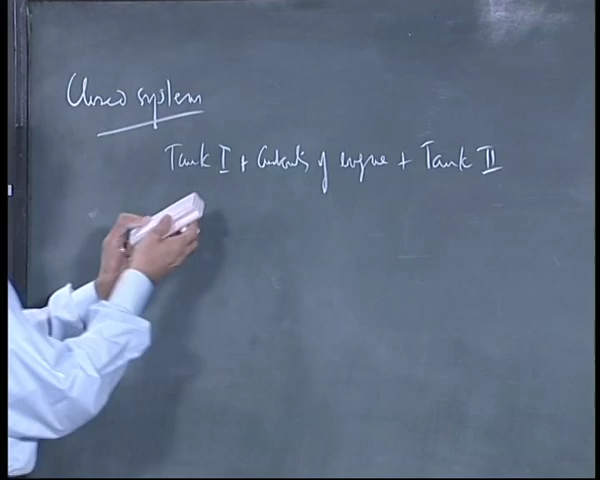 Closed system
Tank I + Contents of engine + Tank II